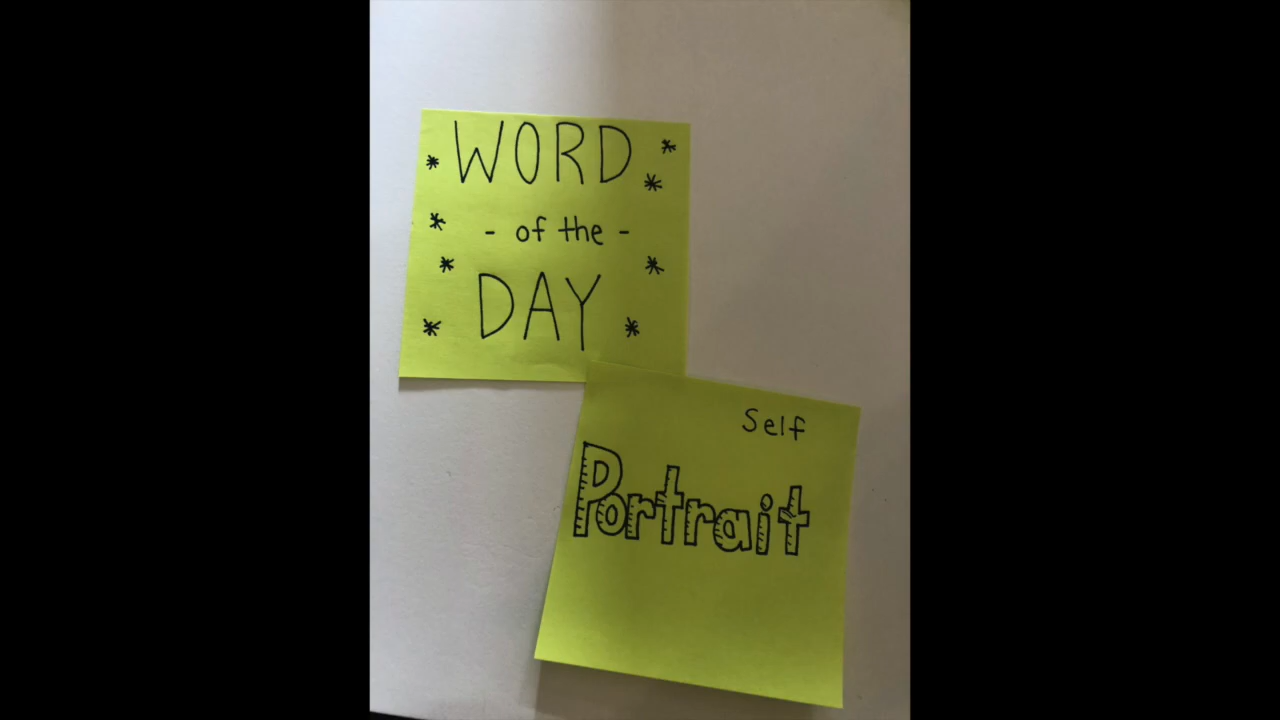 WORD
- of the -
DAY
Self
Portrait